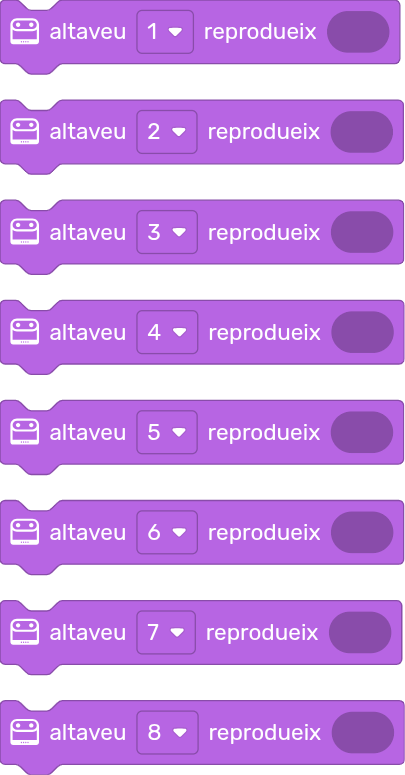 altaveu 1 reprodueix
altaveu 2 reprodueix
altaveu 3 reprodueix
altaveu 4 reprodueix
altaveu 5 reprodueix
altaveu 6 reprodueix
altaveu 7 reprodueix
altaveu 8 reprodueix